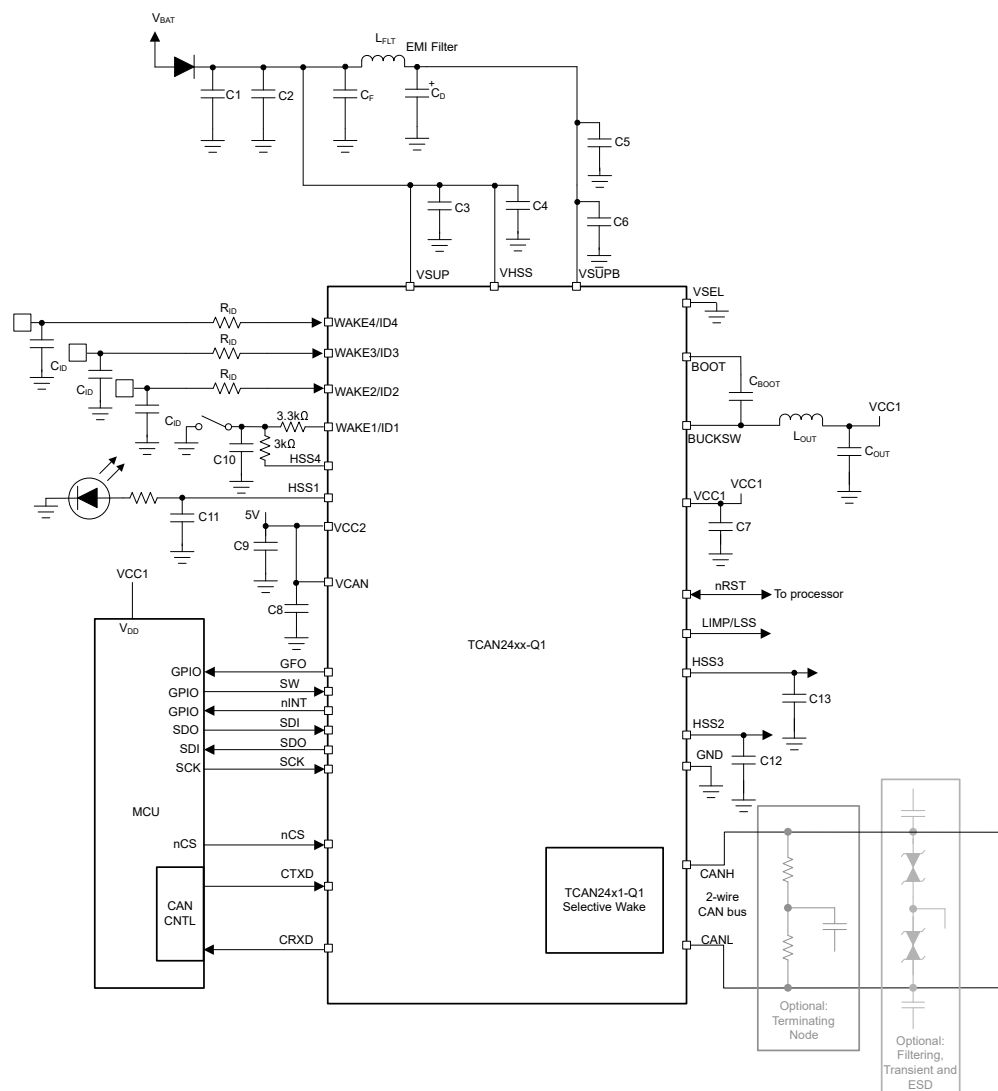 VBAT
LFLT
EMI Filter
C1
C2
CF
+
CD
C5
C3
C4
C6
VSUP
VHSS
VSUPB
VSEL
RID
WAKE4/ID4
CID
RID
WAKE3/ID3
CID
RID
WAKE2/ID2
CID
BOOT
CBOOT
3.3kΩ
WAKE1/ID1
3kΩ
C10
HSS4
BUCKSW
LOUT
VCC1
COUT
HSS1
C11
VCC1
VCC1
C7
5V
VCC2
C9
VCAN
C8
VCC1
VDD
nRST
To processor
LIMP/LSS
TCAN24xx-Q1
GPIO
GFO
GPIO
SW
GPIO
nINT
SDO
SDI
SDI
SDO
SCK
SCK
HSS3
C13
HSS2
C12
GND
MCU
nCS
nCS
CAN
CNTL
CTXD
CRXD
TCAN24x1-Q1
Selective Wake
CANH
2-wire
CAN bus
CANL
Optional:
Terminating
Node
Optional:
Filtering,
Transient and
ESD